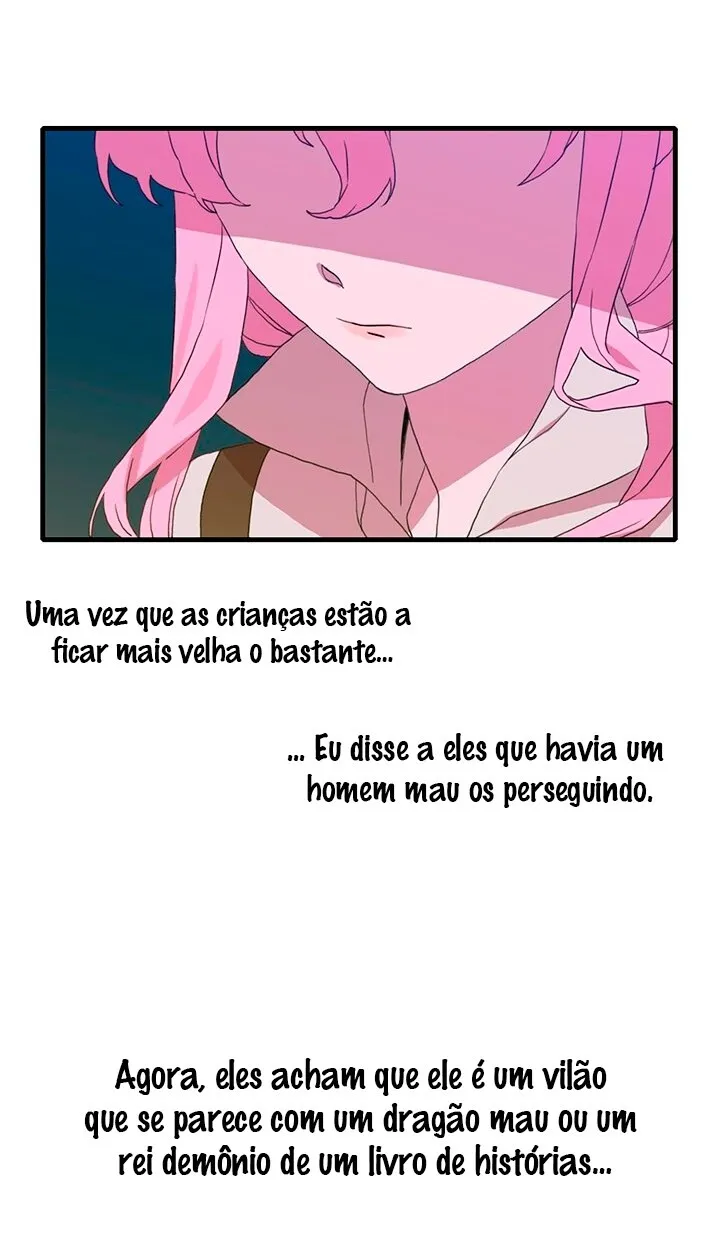 Uma vez que as crianças estão a
ficar mais velha o bastante...
... Eu disse a eles que havia um
homem mau os perseguindo.
Agora, eles acham que ele é um vilão
que se parece com um dragão mau ou um
rei demônio de um livro de histórias...